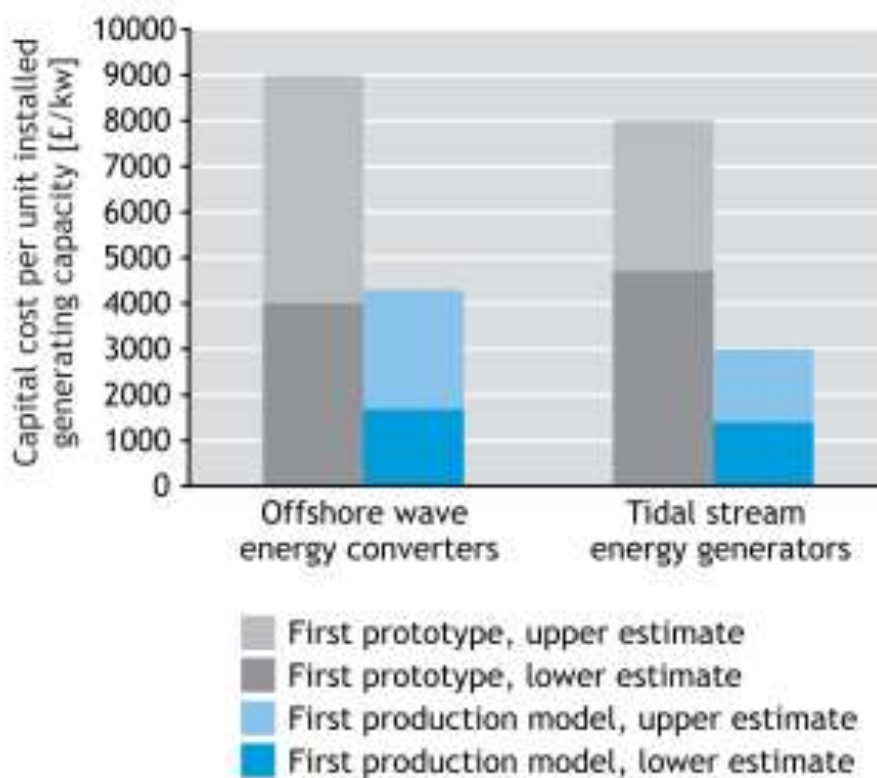 Capital cost per unit installed
generating capacity [£/kw]
10000
9000
8000
7000
6000
5000
4000
3000
2000
1000
0
Offshore wave
energy converters
Tidal stream
energy generators
First prototype, upper estimate
First prototype, lower estimate
First production model, upper estimate
First production model, lower estimate